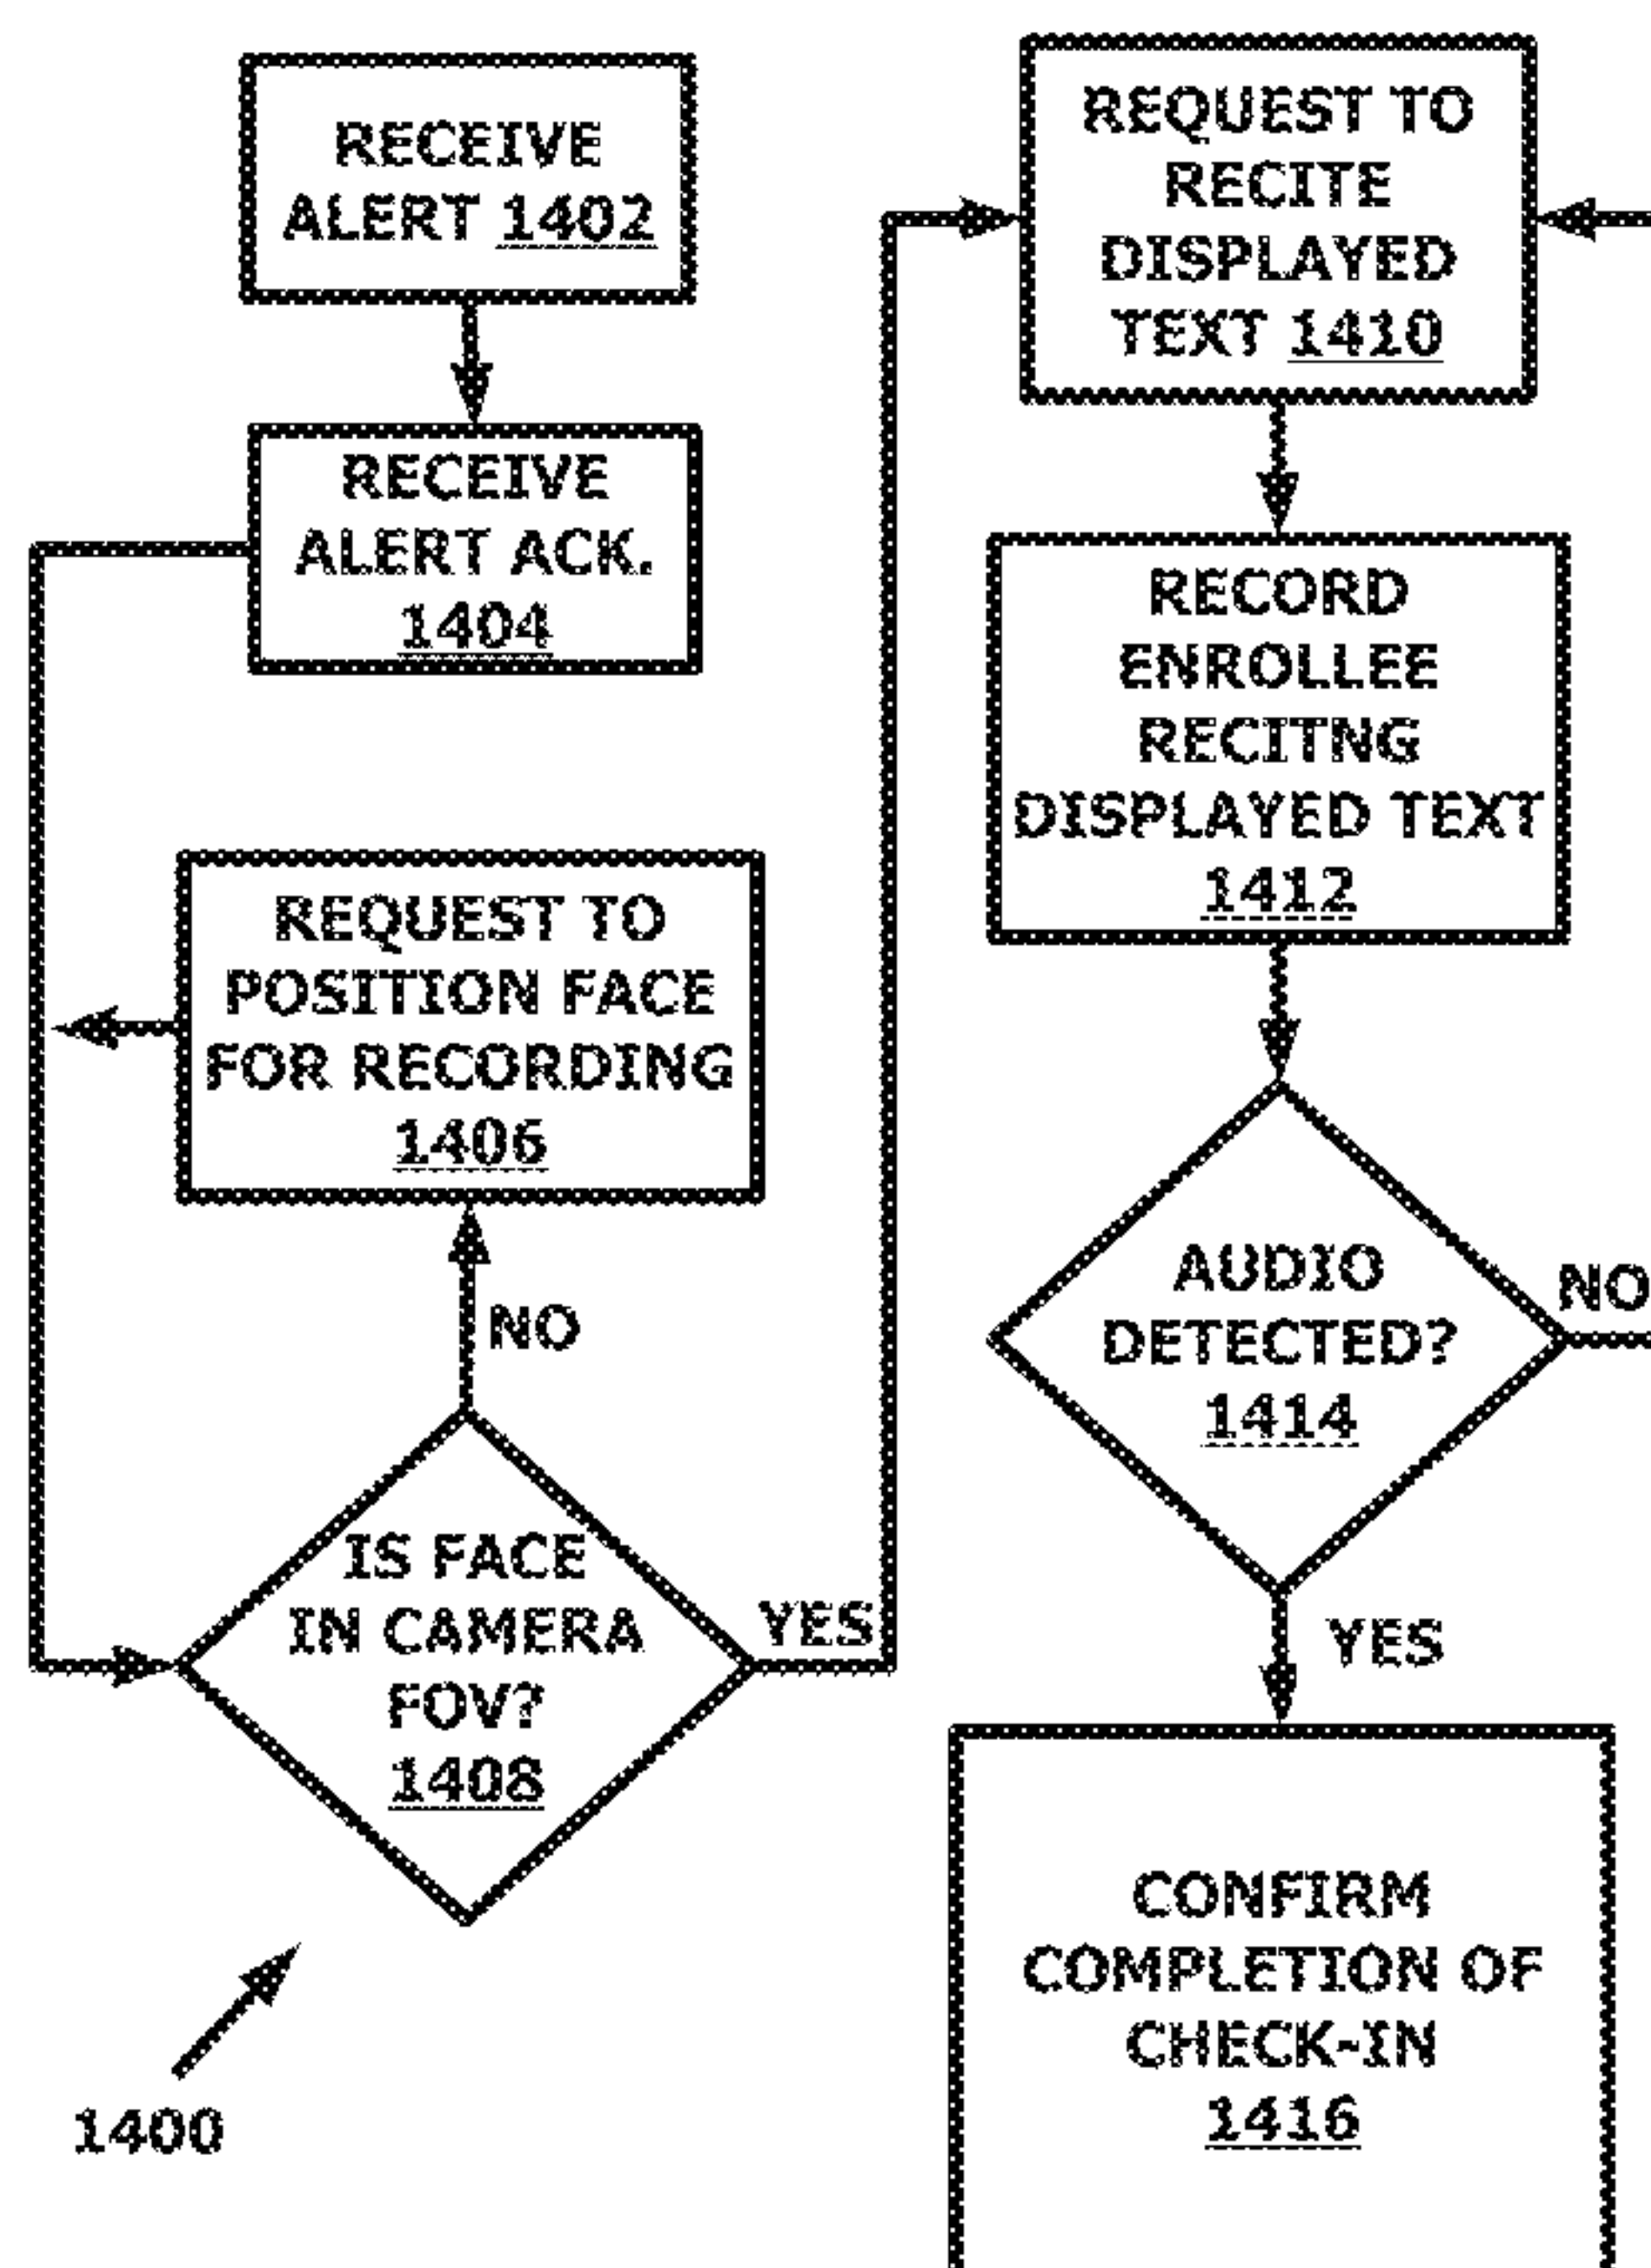 RECEIVE
ALERT 1402
RECEIVE
ALERT ACK.
1404
REQUEST TO
POSITION FACE
FOR RECORDING
1406
NO
IS FACE
IN CAMERA
FOV?
1408
YES
1400
REQUEST TO
RECITE
DISPLAYED
TEXT 1410
RECORD
ENROLLEE
RECITNG
DISPLAYED TEXT
1412
AUDIO
DETECTED?
1414
NO
YES
CONFIRM
COMPLETION OF
CHECK-IN
1416